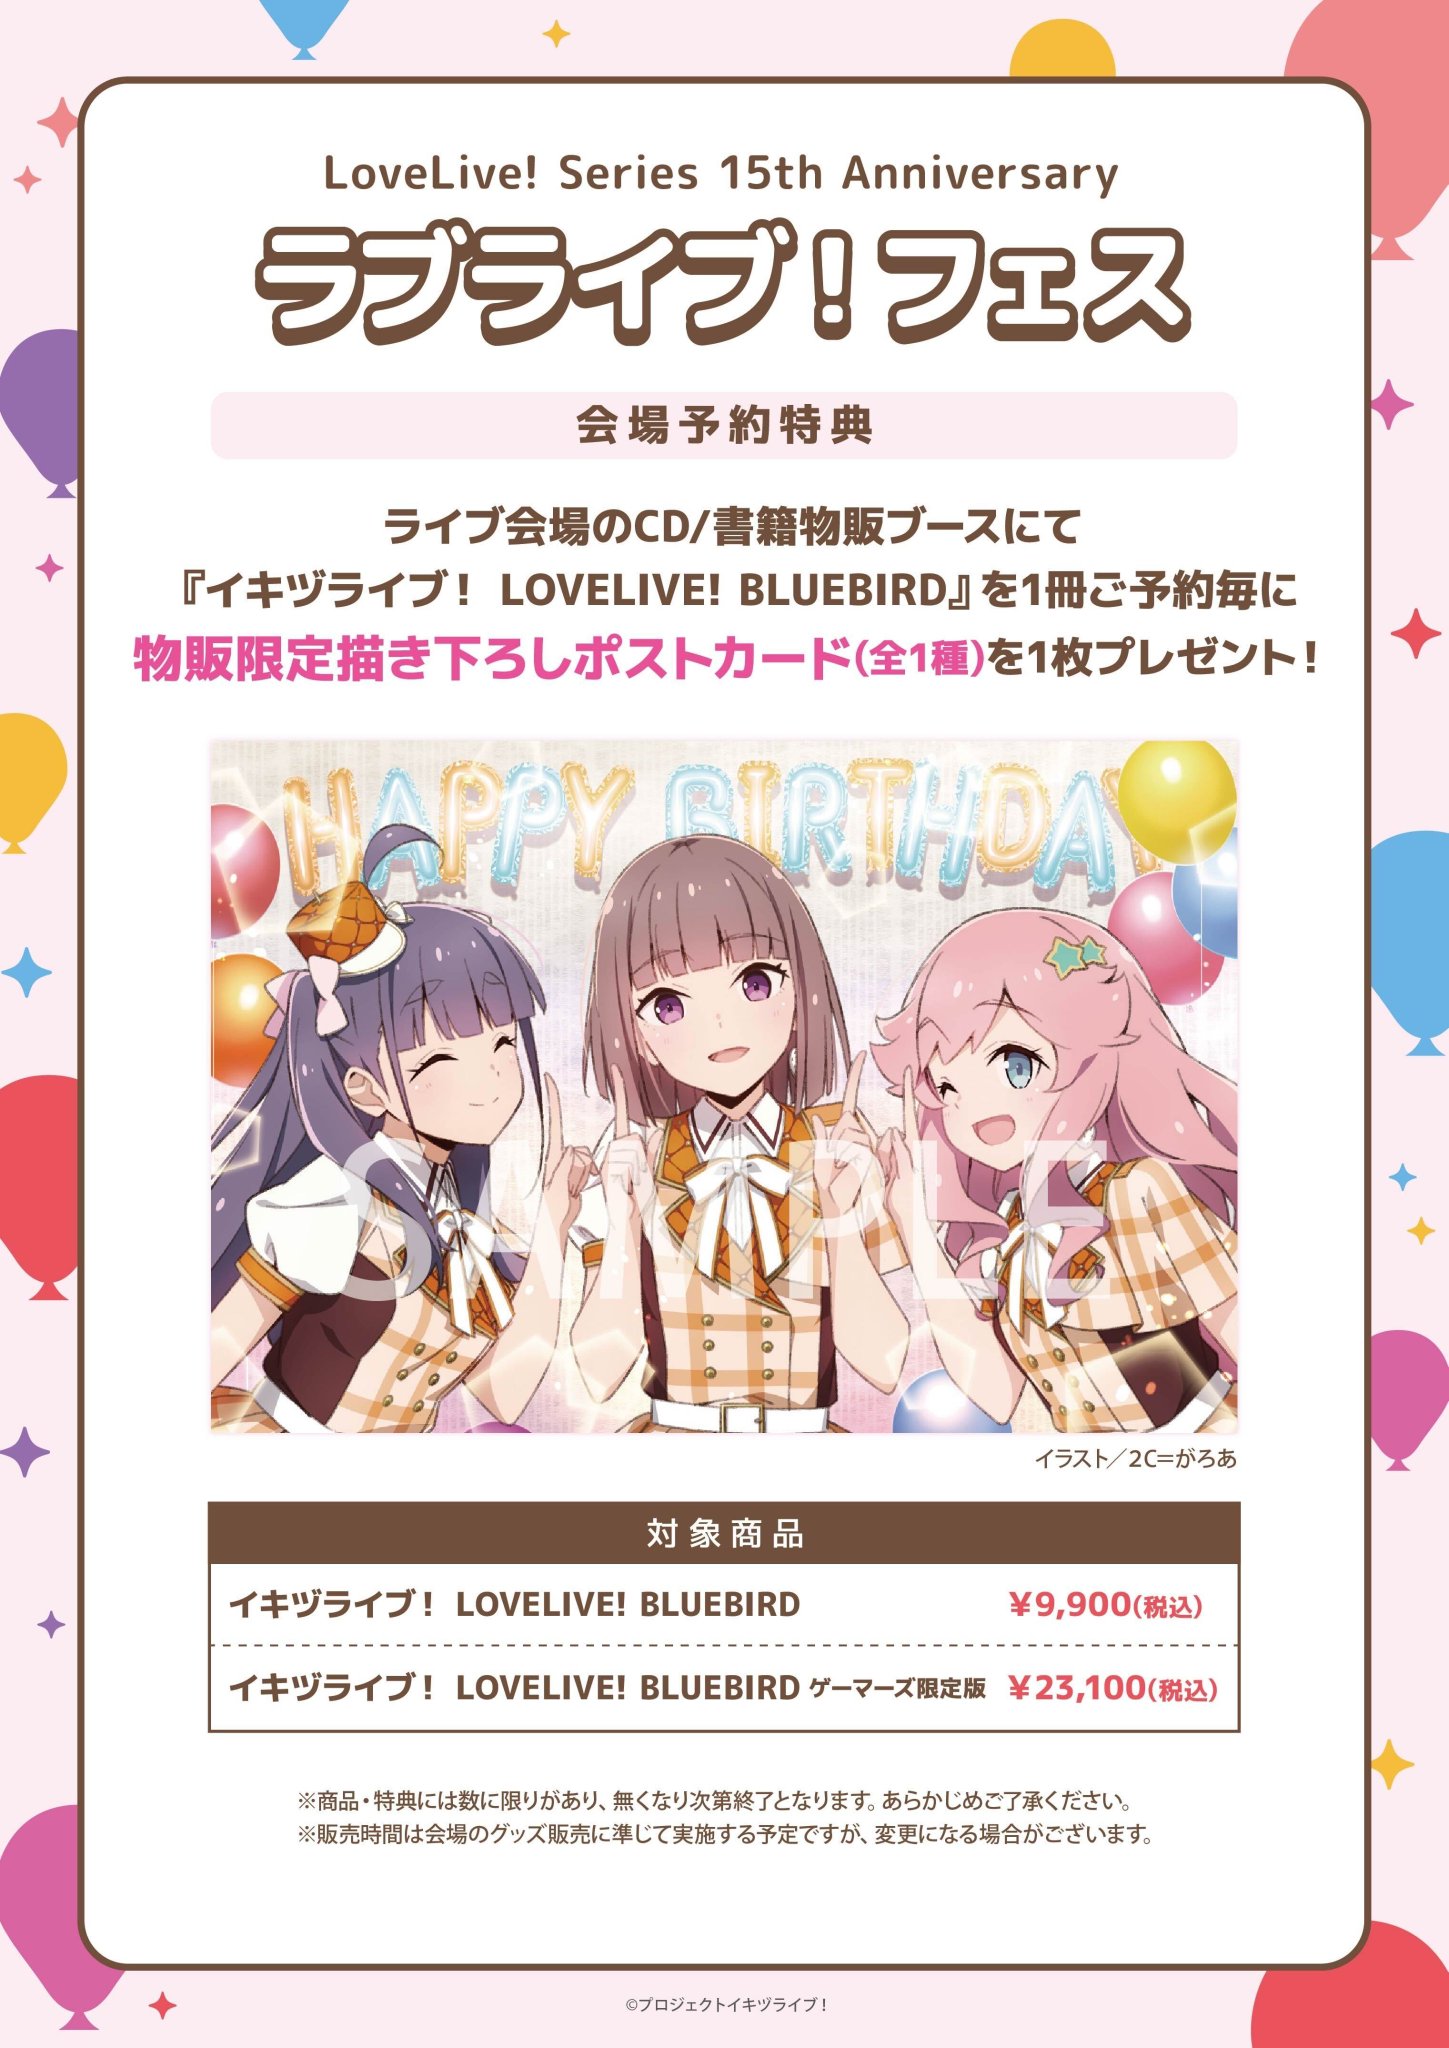 LoveLive! Series 15th Anniversary
ラブライブ！フェス
会場予約特典
ライブ会場のCD/書籍物販ブースにて
『イキヅライブ！ LOVELIVE! BLUEBIRD』を1冊ご予約毎に
物販限定描き下ろしポストカード(全1種)を1枚プレゼント！
HAPPY BIRTHDAY
SAMPLE
イラスト／2C=がろあ
対象商品
イキヅライブ！ LOVELIVE! BLUEBIRD ￥9,900(税込)
イキヅライブ！ LOVELIVE! BLUEBIRD ゲーマーズ限定版 ￥23,100(税込)
※商品・特典には数に限りがあり、無くなり次第終了となります。あらかじめご了承ください。
※販売時間は会場のグッズ販売に準じて実施する予定ですが、変更になる場合がございます。
©プロジェクトイキヅライブ！